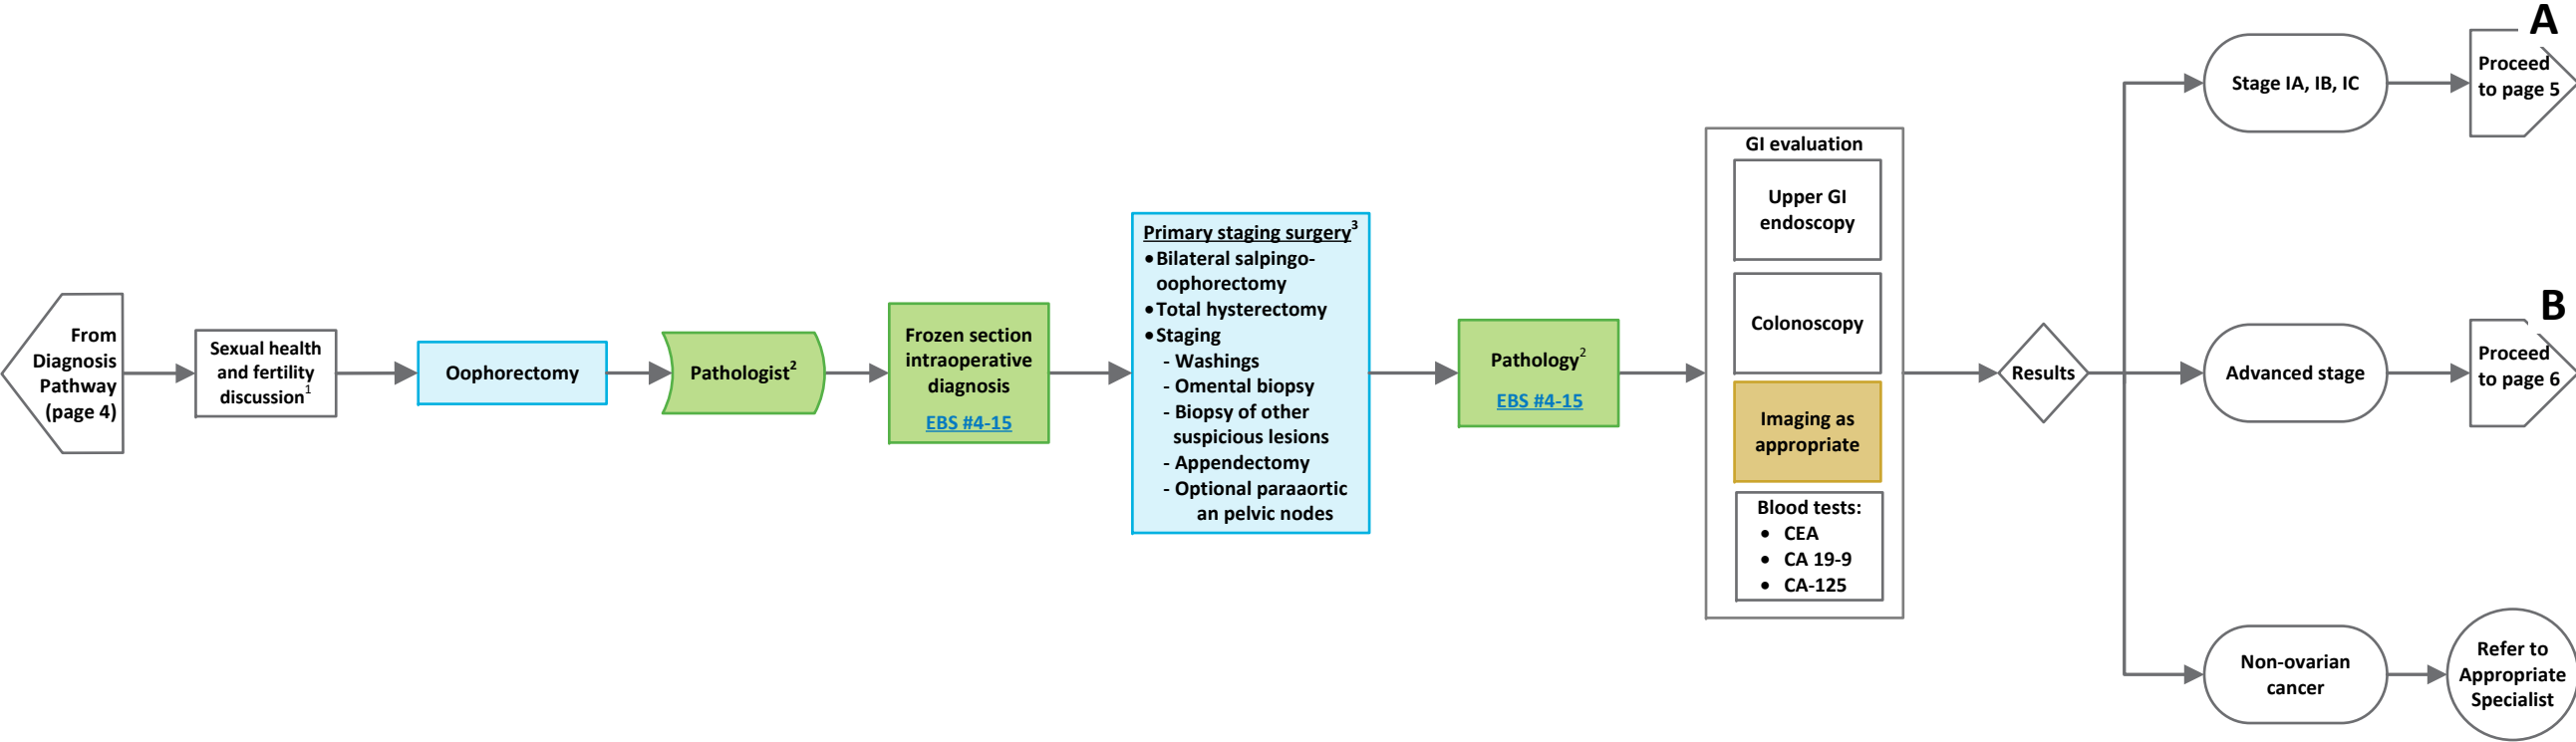 From
Diagnosis
Pathway
(page 4)
Sexual health
and fertility
discussion1
Oophorectomy
Pathologist2
Frozen section
intraoperative
diagnosis
EBS #4-15
Primary staging surgery3
•Bilateral salpingo-
oophorectomy
•Total hysterectomy
•Staging
- Washings
- Omental biopsy
- Biopsy of other
suspicious lesions
- Appendectomy
- Optional paraaortic
an pelvic nodes
Pathology2
EBS #4-15
GI evaluation
Upper GI
endoscopy
Colonoscopy
Imaging as
appropriate
Blood tests:
• CEA
• CA 19-9
• CA-125
Results
Stage IA, IB, IC
A
Proceed
to page 5
Advanced stage
B
Proceed
to page 6
Non-ovarian
cancer
Refer to
Appropriate
Specialist